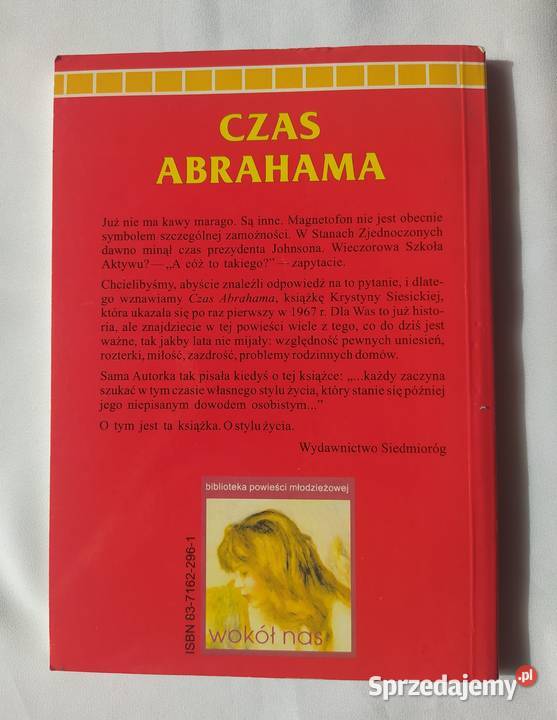 CZAS
ABRAHAMA
Już nie ma kawy marago. Są inne. Magnetofon nie jest obecnie
symbolem szczególnej zamożności. W Stanach Zjednoczonych
dawno minął czas prezydenta Johnsona. Wieczorowa Szkoła
Aktywu? — „A cóż to takiego?” — zapytacie.
Chcielibyśmy, abyście znaleźli odpowiedź na to pytanie, i dlate-
go wznawiamy Czas Abrahama, książkę Krystyny Siesickiej,
która ukazała się po raz pierwszy w 1967 r. Dla Was to już histo-
ria, ale znajdziecie w tej powieści wiele z tego, co do dziś jest
ważne, tak jakby lata nie mijały: względność pewnych uniesień,
rozterki, miłość, zazdrość, problemy rodzinnych domów.
Sama Autorka tak pisała kiedyś o tej książce: „...każdy zaczyna
szukać w tym czasie własnego stylu życia, który stanie się później
jego niepisanym dowodem osobistym...”
O tym jest ta książka. O stylu życia.
Wydawnictwo Siedmioróg
biblioteka powieści młodzieżowej
wokół nas
ISBN 83-7162-296-1
Sprzedajemy.pl